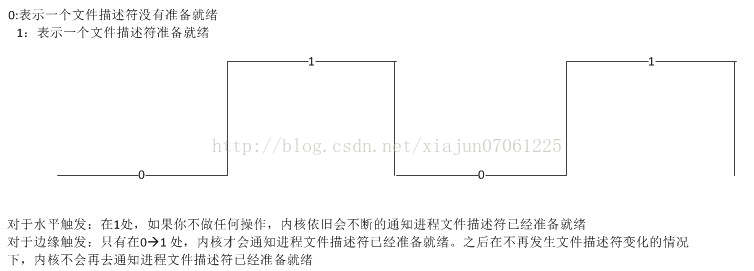 0:表示一个文件描述符没有准备就绪
1：表示一个文件描述符准备就绪
1
1
http://blog.csdn.net/xiajun07061225
0
0
对于水平触发：在1处，如果你不做任何操作，内核依旧会不断的通知进程文件描述符已经准备就绪
对于边缘触发：只有在0→1 处，内核才会通知进程文件描述符已经准备就绪。之后在不再发生文件描述符变化的情况
下，内核不会再去通知进程文件描述符已经准备就绪